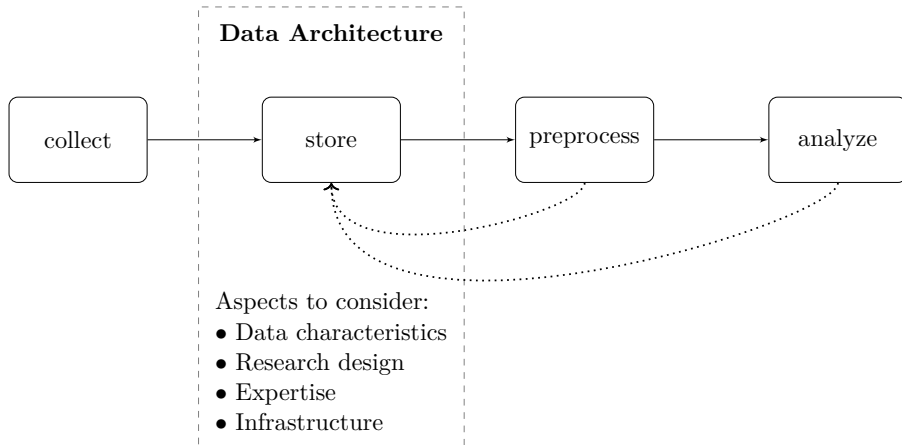 Data Architecture
collect
store
preprocess
analyze
Aspects to consider:
• Data characteristics
• Research design
• Expertise
• Infrastructure